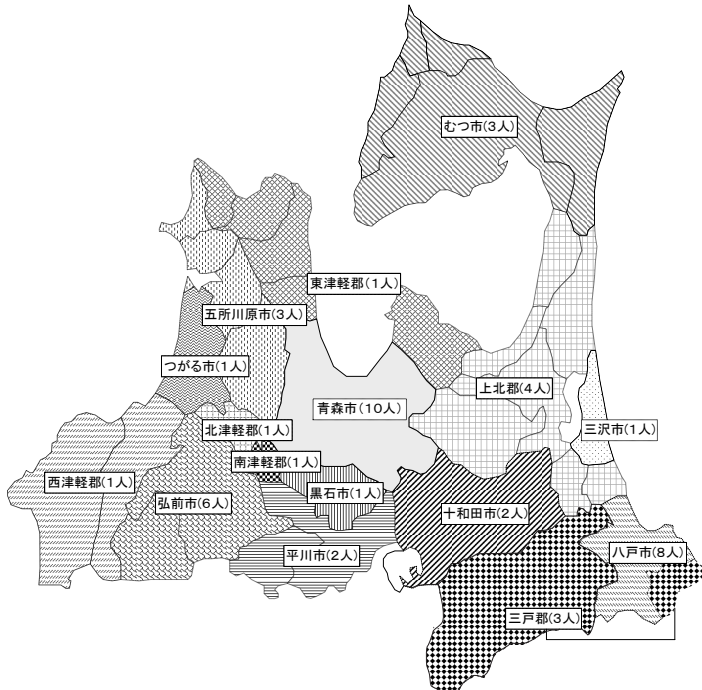 むつ市(3人)
東津軽郡(1人)
五所川原市(3人)
つがる市(1人)
上北郡(4人)
青森市(10人)
北津軽郡(1人)
三沢市(1人)
南津軽郡(1人)
西津軽郡(1人)
黒石市(1人)
弘前市(6人)
十和田市(2人)
平川市(2人)
八戸市(8人)
三戸郡(3人)